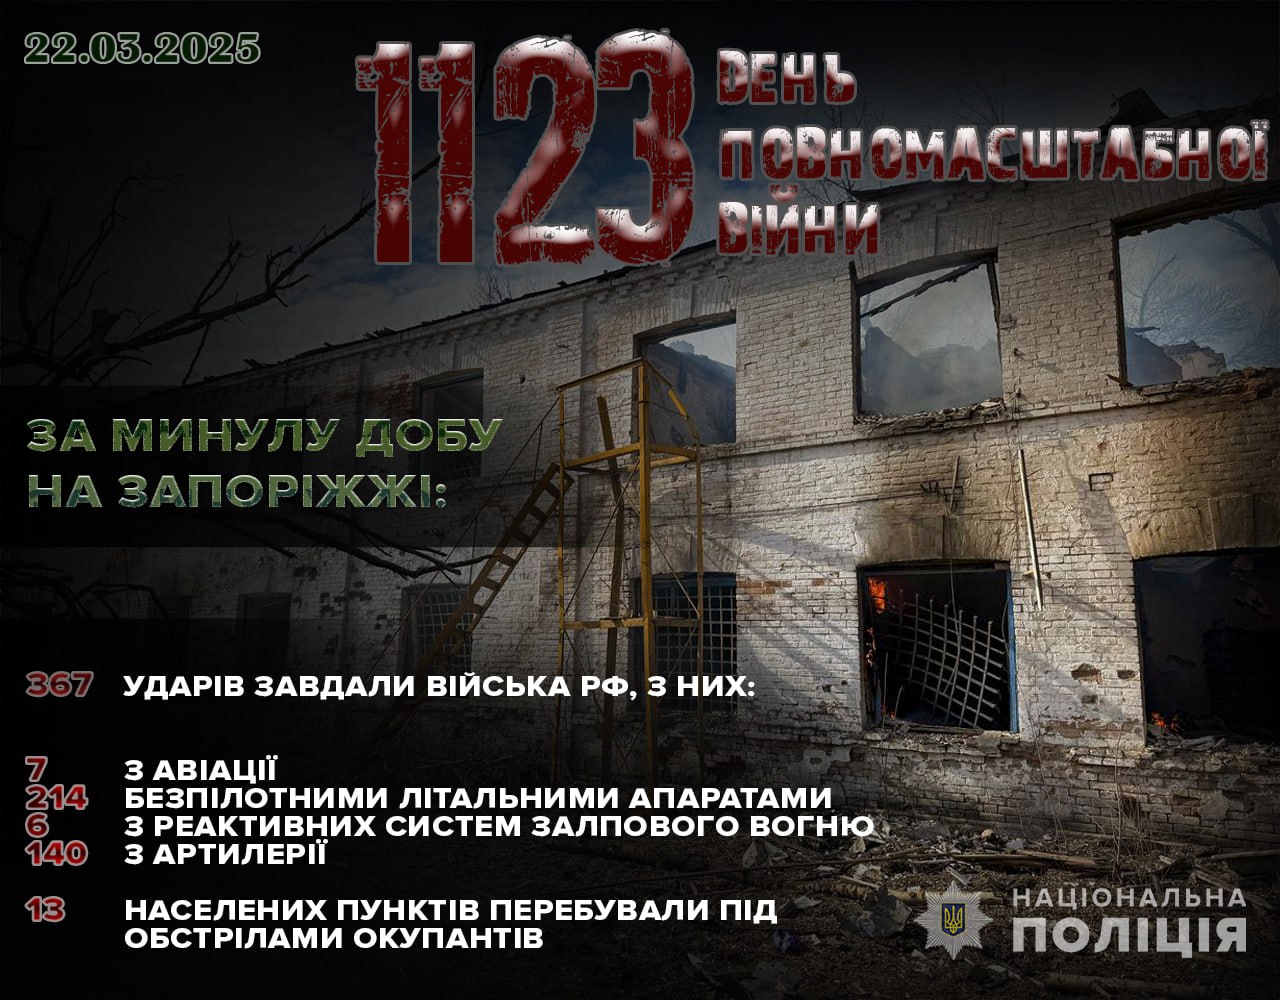 22.03.2025
1123
ДЕНЬ
ПОВНОМАСШТАБНОЇ
ВІЙНИ
ЗА МИНУЛУ ДОБУ
НА ЗАПОРІЖЖІ:
367 УДАРІВ ЗАВДАЛИ ВІЙСЬКА РФ, З НИХ:
7 З АВІАЦІЇ
214 БЕЗПІЛОТНИМИ ЛІТАЛЬНИМИ АПАРАТАМИ
6 З РЕАКТИВНИХ СИСТЕМ ЗАЛПОВОГО ВОГНЮ
140 З АРТИЛЕРІЇ
13 НАСЕЛЕНИХ ПУНКТІВ ПЕРЕБУВАЛИ ПІД
ОБСТРІЛАМИ ОКУПАНТІВ
НАЦІОНАЛЬНА
ПОЛІЦІЯ